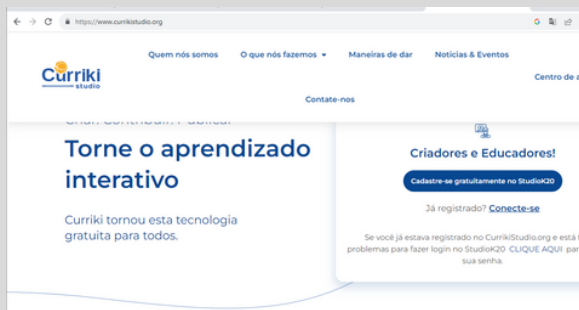 https://www.currikistudio.org
Quem nós somos
O que nós fazemos
Maneiras de dar
Notícias & Eventos
Curriki
studio
Centro de a
Contate-nos
Torne o aprendizado
interativo
Curriki tornou esta tecnologia
gratuita para todos.
Criadores e Educadores!
Cadastre-se gratuitamente no StudioK20
Já registrado? Conecte-se
Se você já estava registrado no CurrikiStudio.org e está
problemas para fazer login no StudioK20 CLIQUE AQUI par
sua senha.